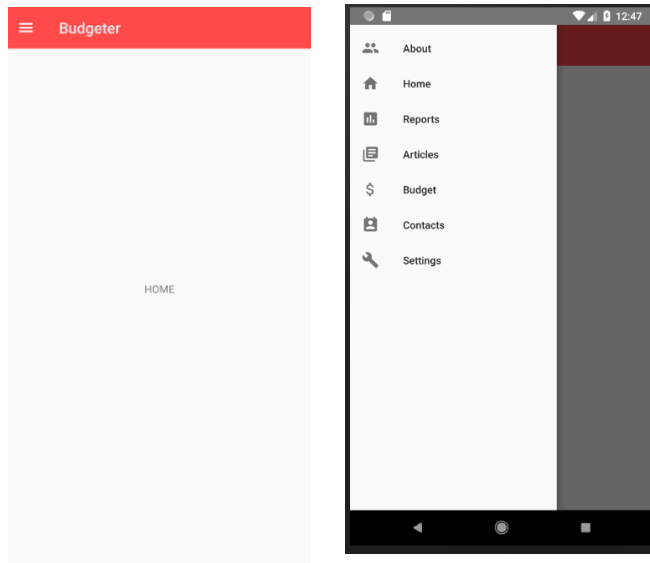 Budgeter
HOME
12:47
About
Home
Reports
Articles
Budget
Contacts
Settings